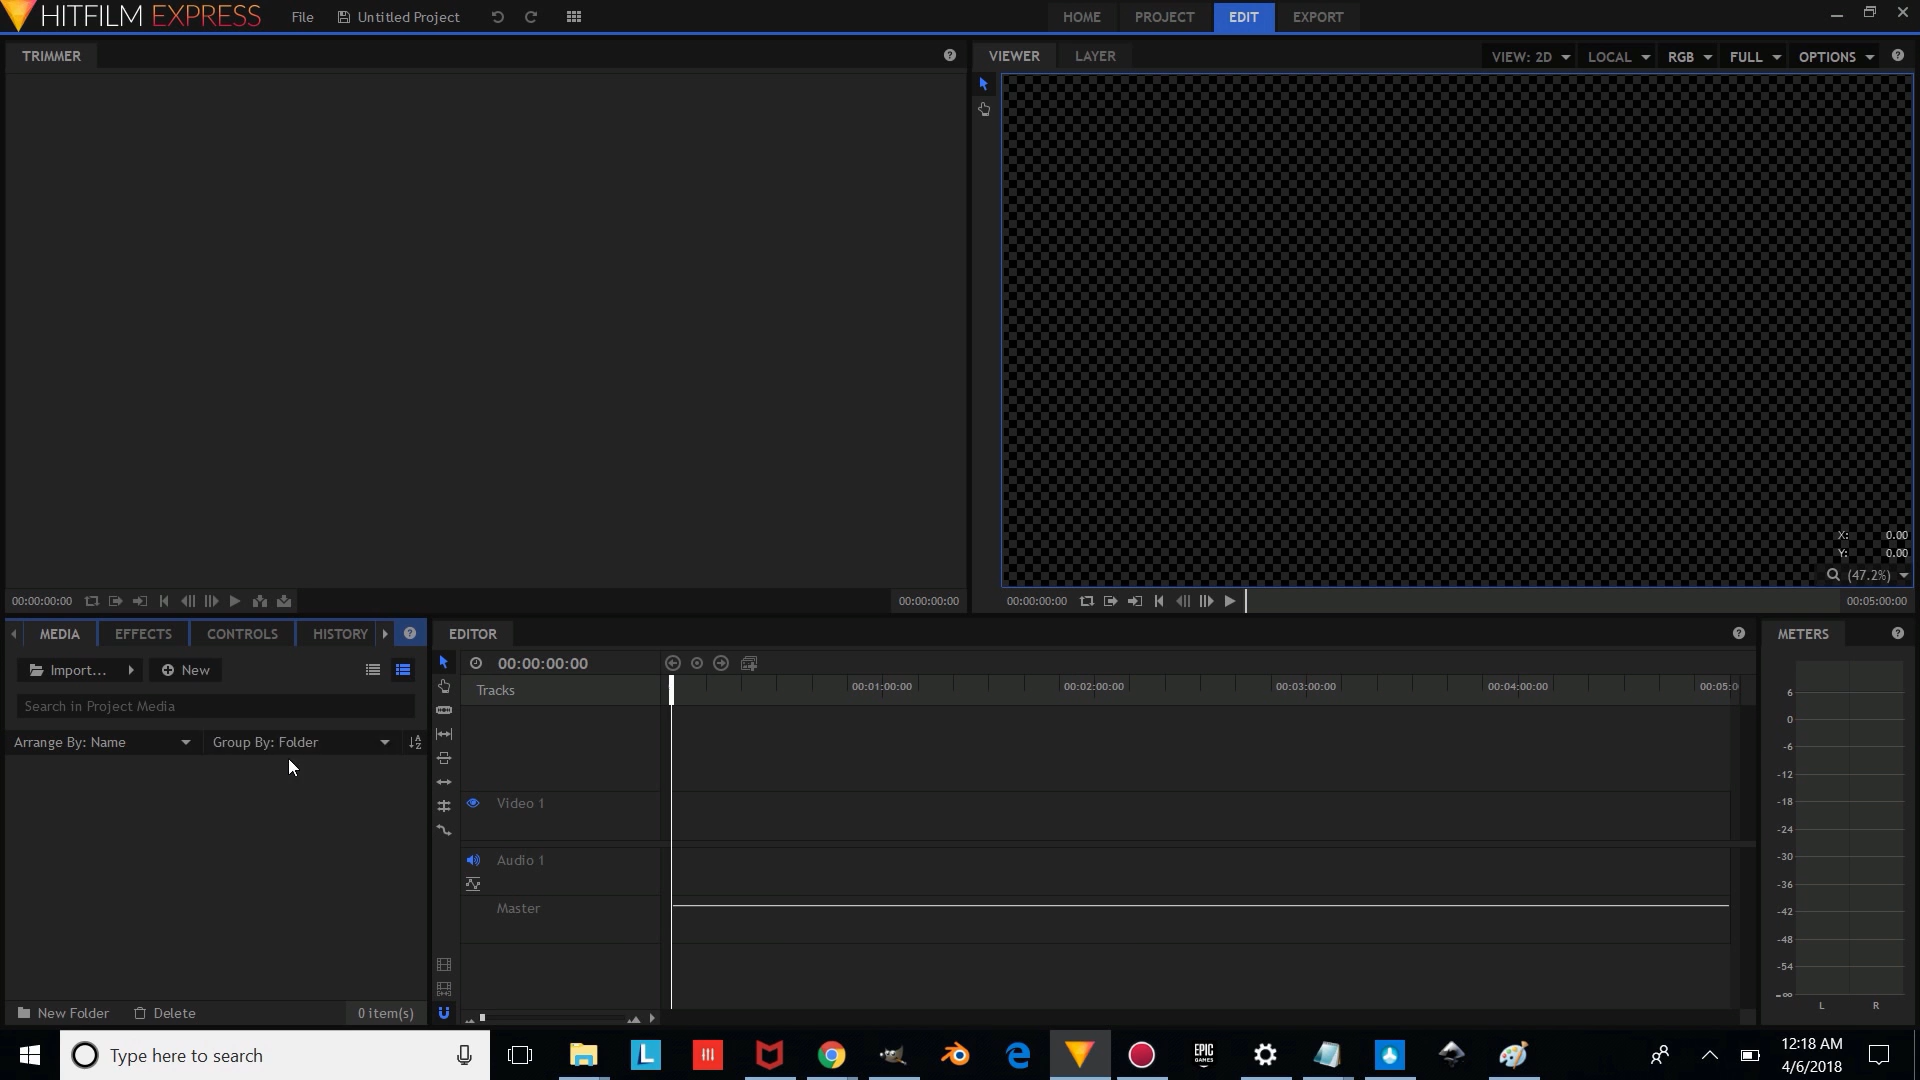 HITFILM EXPRESS File Untitled Project HOME PROJECT EDIT EXPORT
TRIMMER
VIEWER LAYER VIEW: 2D LOCAL RGB FULL OPTIONS
X: 0.00
Y: 0.00
(47.2%)
00:00:00:00 00:00:00:00
00:00:00:00 00:05:00:00
MEDIA EFFECTS CONTROLS HISTORY
Import... New
Search in Project Media
Arrange By: Name Group By: Folder
New Folder Delete 0 item(s)
EDITOR
00:00:00:00
Tracks 00:01:00:00 00:02:00:00 00:03:00:00 00:04:00:00 00:05:0
Video 1
Audio 1
Master
METERS
6
0
-6
-12
-18
-24
-30
-36
-42
-48
-54
-∞
L R
Type here to search L EPIC GAMES 12:18 AM
4/6/2018